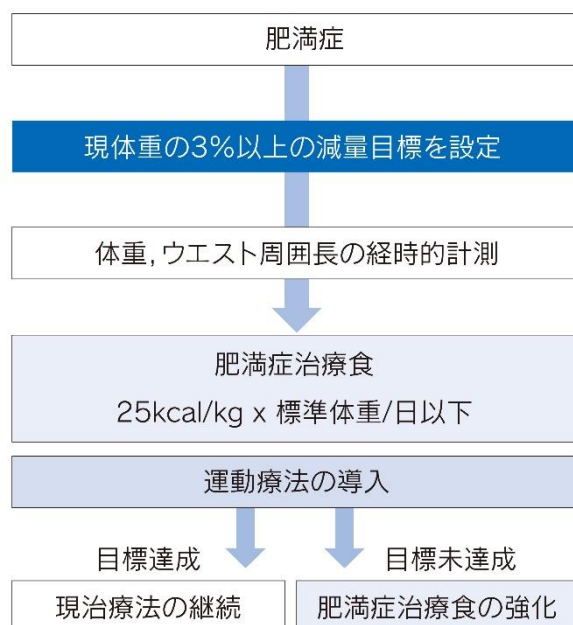 肥満症
現体重の3％以上の減量目標を設定
体重,ウエスト周囲長の経時的計測
肥満症治療食
25kcal/kg x 標準体重/日以下
運動療法の導入
目標達成
目標未達成
現治療法の継続
肥満症治療食の強化